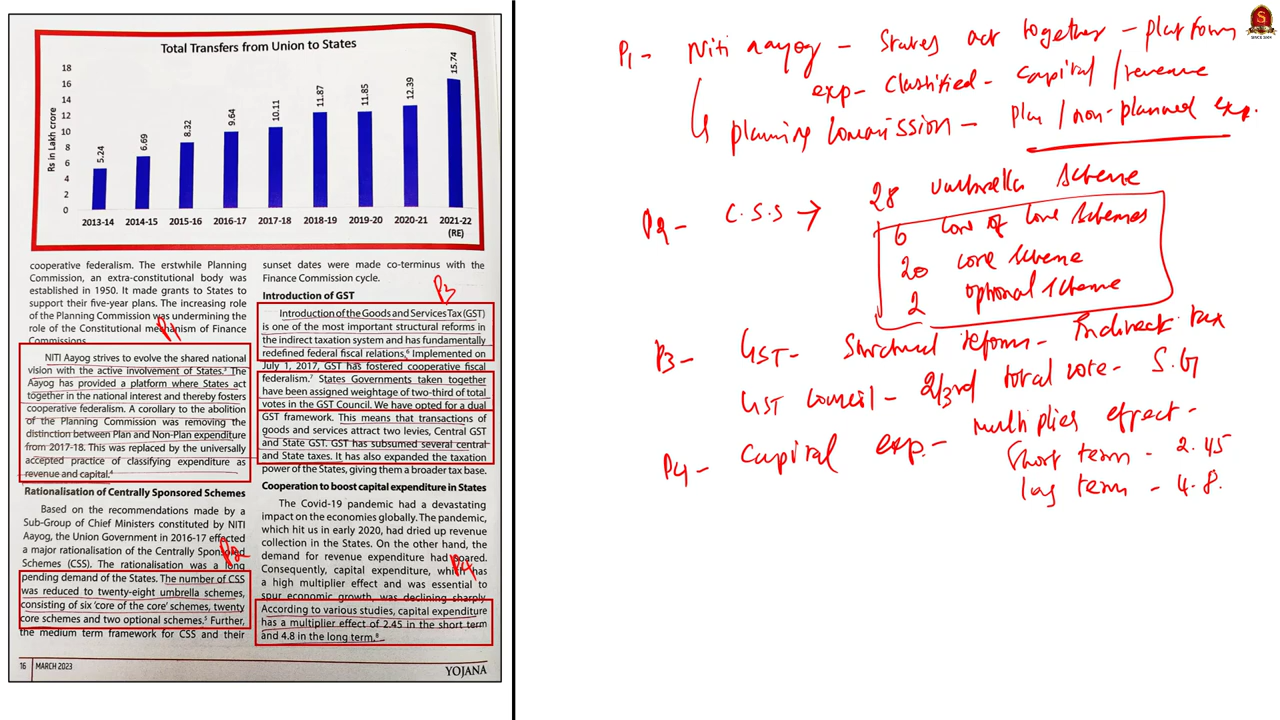 Total Transfers from Union to States
Rs in Lakh crore
18
16
14
12
10
8
6
4
2
0
5.24
6.69
8.32
9.64
10.11
11.87
11.85
12.39
15.74
2013-14 2014-15 2015-16 2016-17 2017-18 2018-19 2019-20 2020-21 2021-22
(RE)
cooperative federalism. The erstwhile Planning
Commission, an extra-constitutional body was
established in 1950. It made grants to States to
support their five-year plans. The increasing role
of the Planning Commission was undermining the
role of the Constitutional mechanism of Finance
Commissions.
P1
NITI Aayog strives to evolve the shared national
vision with the active involvement of States.³ The
Aayog has provided a platform where States act
together in the national interest and thereby fosters
cooperative federalism. A corollary to the abolition
of the Planning Commission was removing the
distinction between Plan and Non-Plan expenditure
from 2017-18. This was replaced by the universally
accepted practice of classifying expenditure as
revenue and capital.⁴
Rationalisation of Centrally Sponsored Schemes
Based on the recommendations made by a
Sub-Group of Chief Ministers constituted by NITI
Aayog, the Union Government in 2016-17 effected
a major rationalisation of the Centrally Sponsored
Schemes (CSS). The rationalisation was a long
pending demand of the States. The number of CSS
was reduced to twenty-eight umbrella schemes,
consisting of six 'core of the core' schemes, twenty
core schemes and two optional schemes.⁵ Further,
the medium term framework for CSS and their
P2
sunset dates were made co-terminus with the
Finance Commission cycle.
P3
Introduction of GST
Introduction of the Goods and Services Tax (GST)
is one of the most important structural reforms in
the indirect taxation system and has fundamentally
redefined federal fiscal relations.⁶ Implemented on
July 1, 2017, GST has fostered cooperative fiscal
federalism.⁷ States Governments taken together
have been assigned weightage of two-third of total
votes in the GST Council. We have opted for a dual
GST framework. This means that transactions of
goods and services attract two levies, Central GST
and State GST. GST has subsumed several central
and State taxes. It has also expanded the taxation
power of the States, giving them a broader tax base.
Cooperation to boost capital expenditure in States
The Covid-19 pandemic had a devastating
impact on the economies globally. The pandemic,
which hit us in early 2020, had dried up revenue
collection in the States. On the other hand, the
demand for revenue expenditure had soared.
Consequently, capital expenditure, which has
a high multiplier effect and was essential to
spur economic growth, was declining sharply.
According to various studies, capital expenditure
has a multiplier effect of 2.45 in the short term
and 4.8 in the long term.⁸
P4
16 MARCH 2023
YOJANA
P1- Niti aayog - States act together - platform
exp- classified - capital / revenue
planning Commission - plan / non-planned exp.
P2- C.S.S → 28 umbrella scheme
6 core of core schemes
20 core scheme
2 optional scheme
P3- GST- Structural reform- Indirect tax
GST council - 2/3rd total vote- S.G
P4- Capital exp- multiplier effect -
Short term - 2.45
long term - 4.8.
SINCE 2004